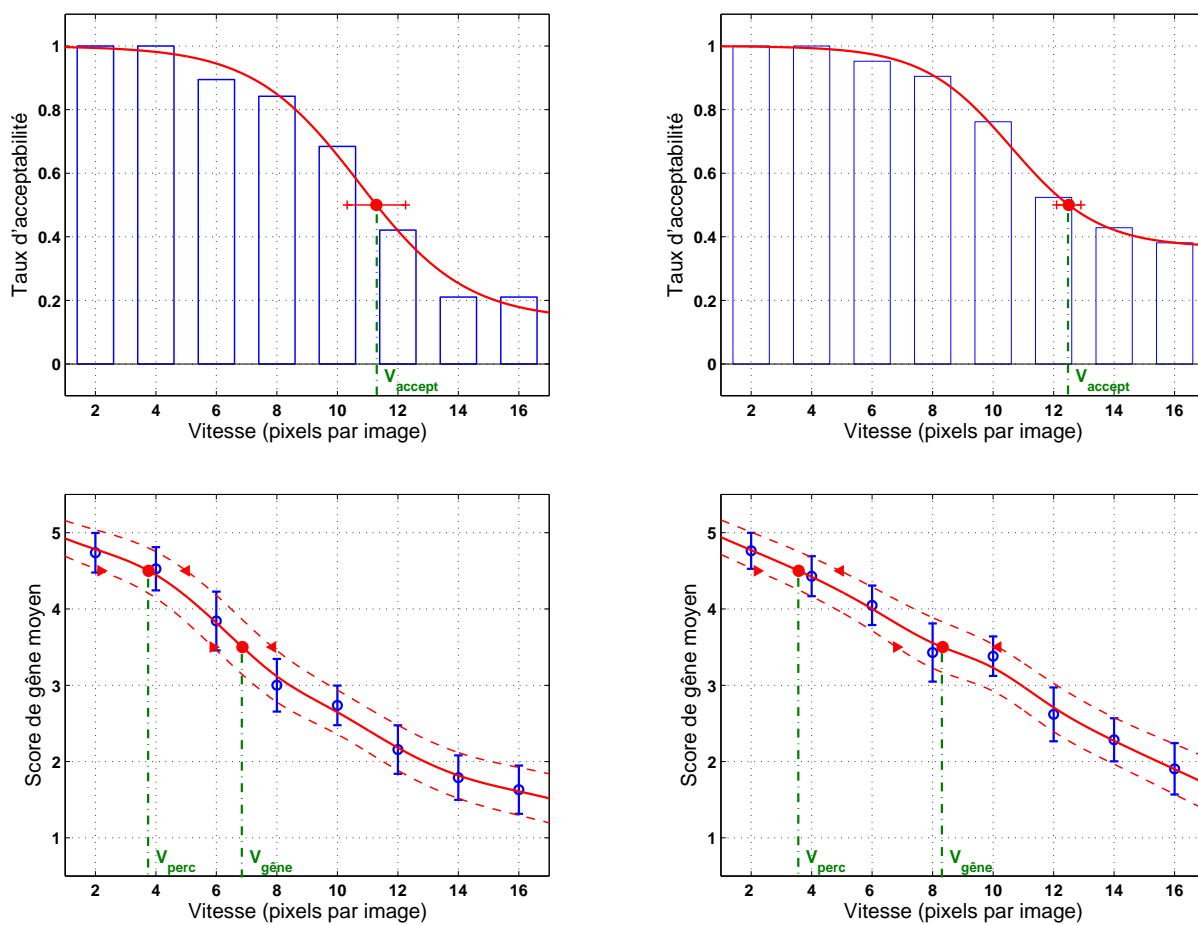 1
0.8
0.6
0.4
0.2
0
Taux d'acceptabilité
V_accept
2 4 6 8 10 12 14 16
Vitesse (pixels par image)
1
0.8
0.6
0.4
0.2
0
Taux d'acceptabilité
V_accept
2 4 6 8 10 12 14 16
Vitesse (pixels par image)
5
4
3
2
1
Score de gêne moyen
V_perc V_gêne
2 4 6 8 10 12 14 16
Vitesse (pixels par image)
5
4
3
2
1
Score de gêne moyen
V_perc V_gêne
2 4 6 8 10 12 14 16
Vitesse (pixels par image)